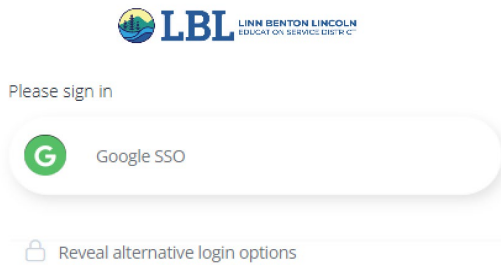 LBL LINN BENTON LINCOLN
EDUCATION SERVICE DISTRICT
Please sign in
G Google SSO
Reveal alternative login options